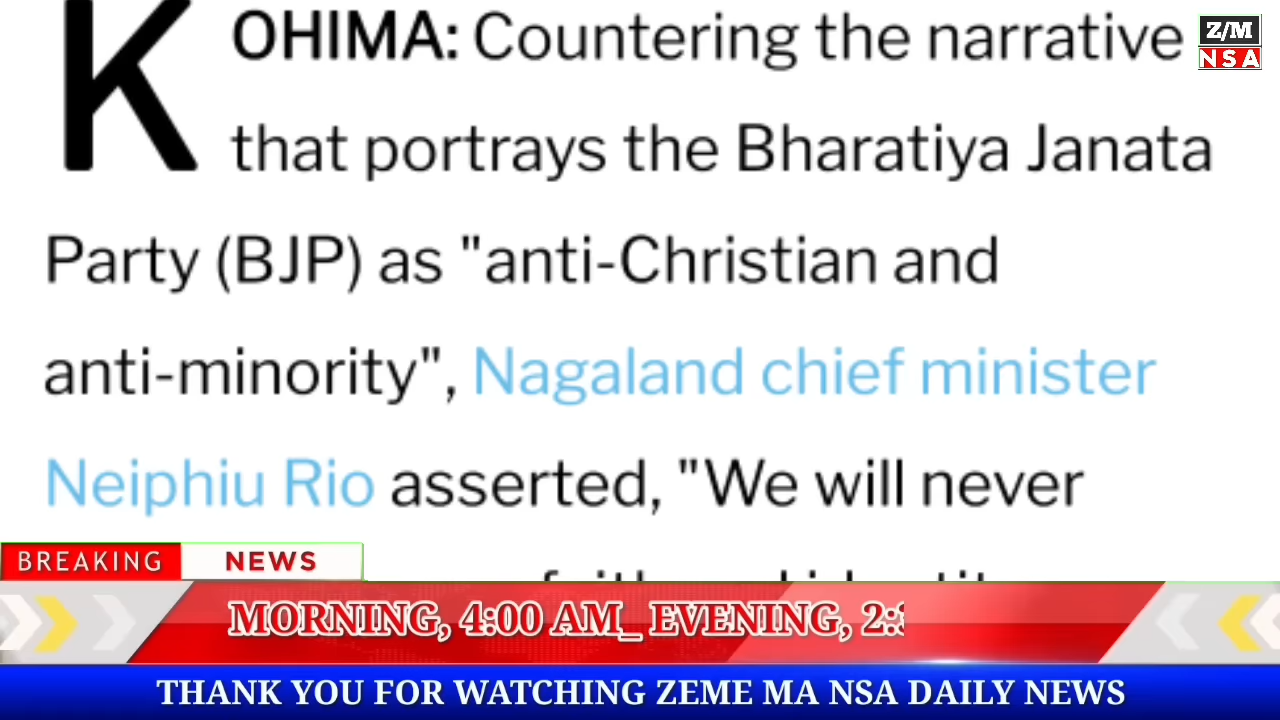 KOHIMA: Countering the narrative
that portrays the Bharatiya Janata
Party (BJP) as "anti-Christian and
anti-minority", Nagaland chief minister
Neiphiu Rio asserted, "We will never
BREAKING NEWS
MORNING, 4:00 AM_ EVENING, 2:
THANK YOU FOR WATCHING ZEME MA NSA DAILY NEWS
Z/M
NSA